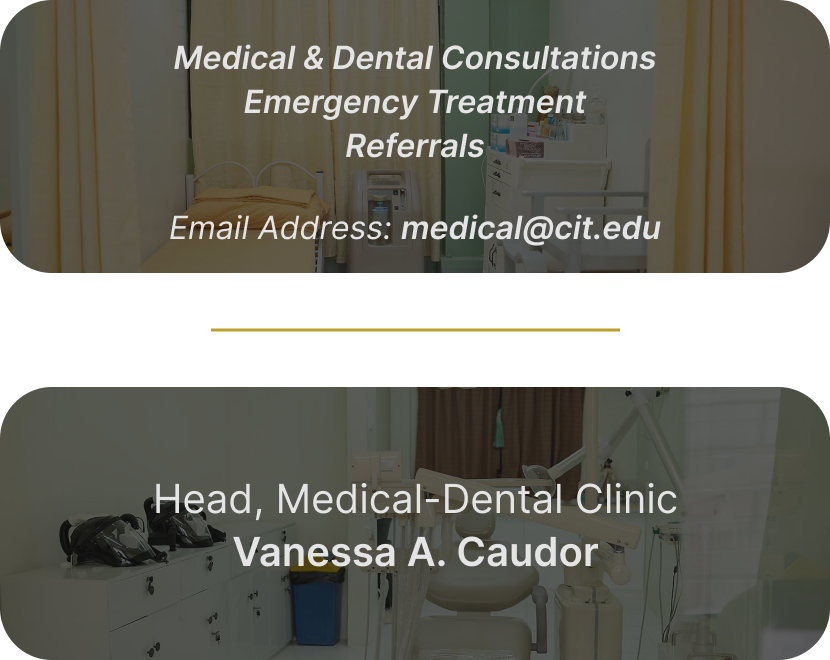 Medical & Dental Consultations
Emergency Treatment
Referrals
Email Address: medical@cit.edu
Head, Medical-Dental Clinic
Vanessa A. Caudor